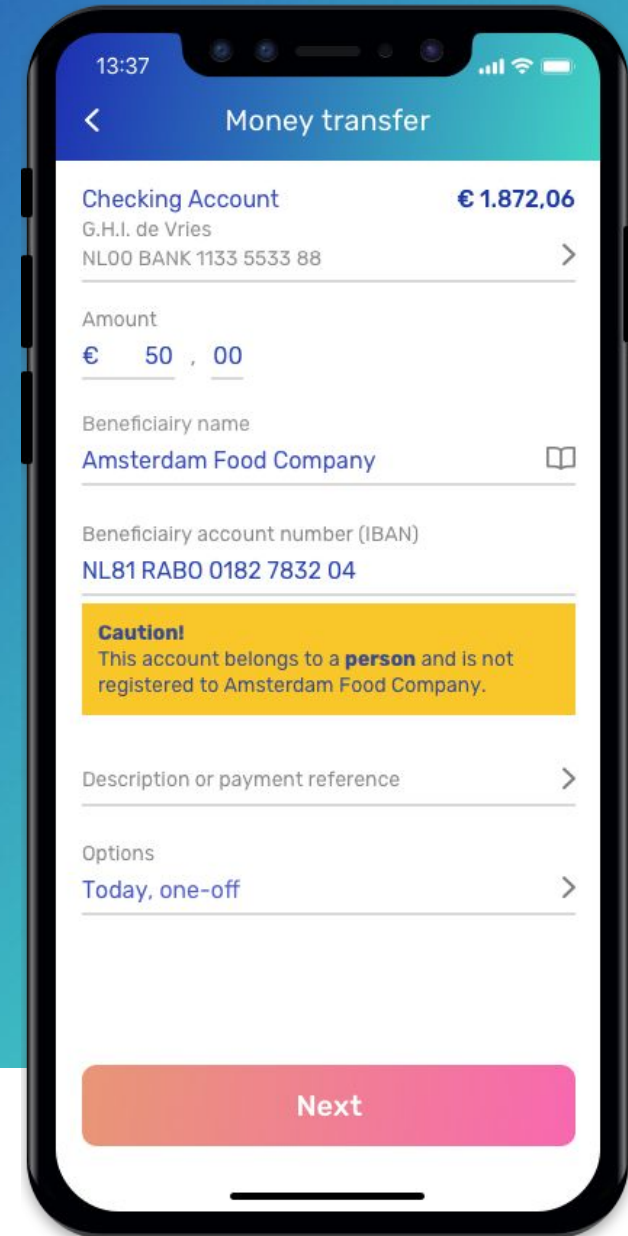 13:37
Money transfer
Checking Account € 1.872,06
G.H.I. de Vries
NL00 BANK 1133 5533 88
Amount
€ 50 , 00
Beneficiairy name
Amsterdam Food Company
Beneficiairy account number (IBAN)
NL81 RABO 0182 7832 04
Caution!
This account belongs to a person and is not
registered to Amsterdam Food Company.
Description or payment reference
Options
Today, one-off
Next